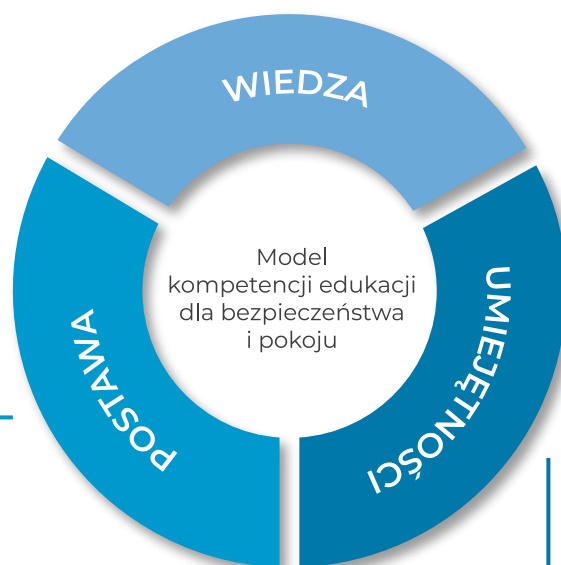 WIEDZA
Model
kompetencji edukacji
dla bezpieczeństwa
i pokoju
POSTAWA
UMIEJĘTNOŚCI